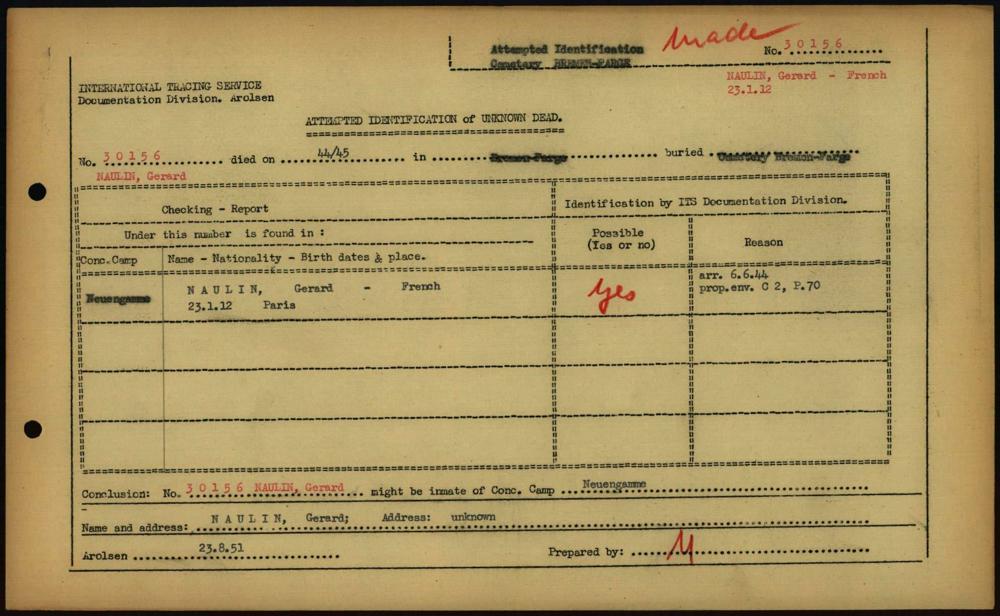 Attempted Identification made No. 30156
Cemetary BREMEN-FARGE
NAULIN, Gerard - French
23.1.12
INTERNATIONAL TRACING SERVICE
Documentation Division. Arolsen
ATTEMPTED IDENTIFICATION of UNKNOWN DEAD.
No. 30156 died on 44/45 in Bremen-Farge buried Cemetery Bremen-Farge
NAULIN, Gerard
Checking - Report
Identification by ITS Documentation Division.
Under this number is found in :
Possible
(Yes or no)
Reason
Conc.Camp Name - Nationality - Birth dates & place.
Neuengamme NAULIN, Gerard - French yes arr. 6.6.44
23.1.12 Paris prop.env. C 2, P.70
Conclusion: No. 30156 NAULIN, Gerard might be inmate of Conc. Camp Neuengamme
Name and address: NAULIN, Gerard; Address: unknown
Arolsen 23.8.51 Prepared by: